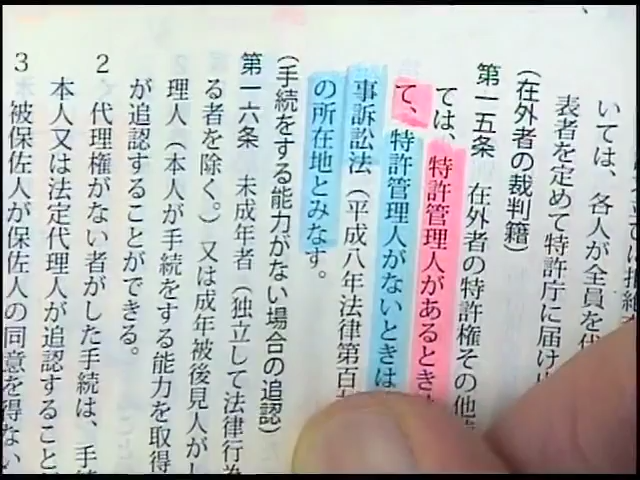 いては、各人が全員を代
表者を定めて特許庁に届け
(在外者の裁判籍)
第一五条　在外者の特許権その他
ては、特許管理人があるとき
て、特許管理人がないときは
事訴訟法（平成八年法律第百
の所在地とみなす。
(手続をする能力がない場合の追認)
第一六条　未成年者（独立して法律行為
る者を除く。）又は成年被後見人がし
理人（本人が手続をする能力を取得
が追認することができる。
2　代理権がない者がした手続は、手続
本人又は法定代理人が追認すること
3　被保佐人が保佐人の同意を得ない